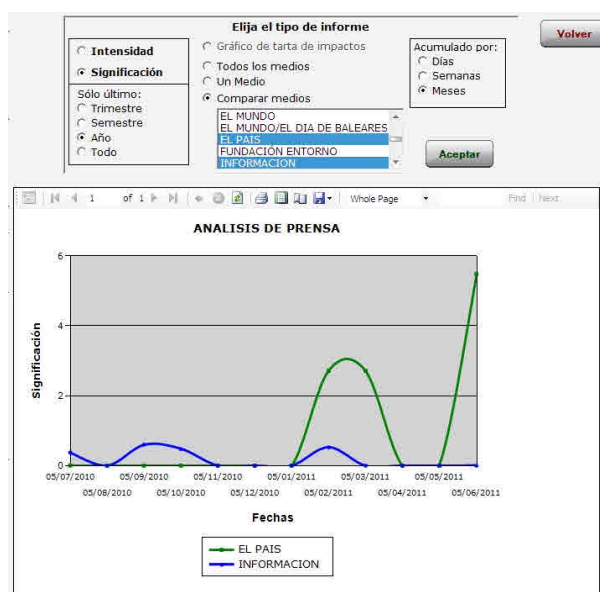 Elija el tipo de informe
Volver
Intensidad
Significación
Sólo último:
Trimestre
Semestre
Año
Todo
Gráfico de tarta de impactos
Todos los medios
Un Medio
Comparar medios
EL MUNDO
EL MUNDO/EL DIA DE BALEARES
EL PAIS
FUNDACIÓN ENTORNO
INFORMACION
Acumulado por:
Días
Semanas
Meses
Aceptar
1 of 1 Whole Page Find | Next
ANALISIS DE PRENSA
Significación
6
4
2
0
05/07/2010 05/09/2010 05/11/2010 05/01/2011 05/03/2011 05/05/2011
05/08/2010 05/10/2010 05/12/2010 05/02/2011 05/04/2011 05/06/2011
Fechas
EL PAIS
INFORMACION